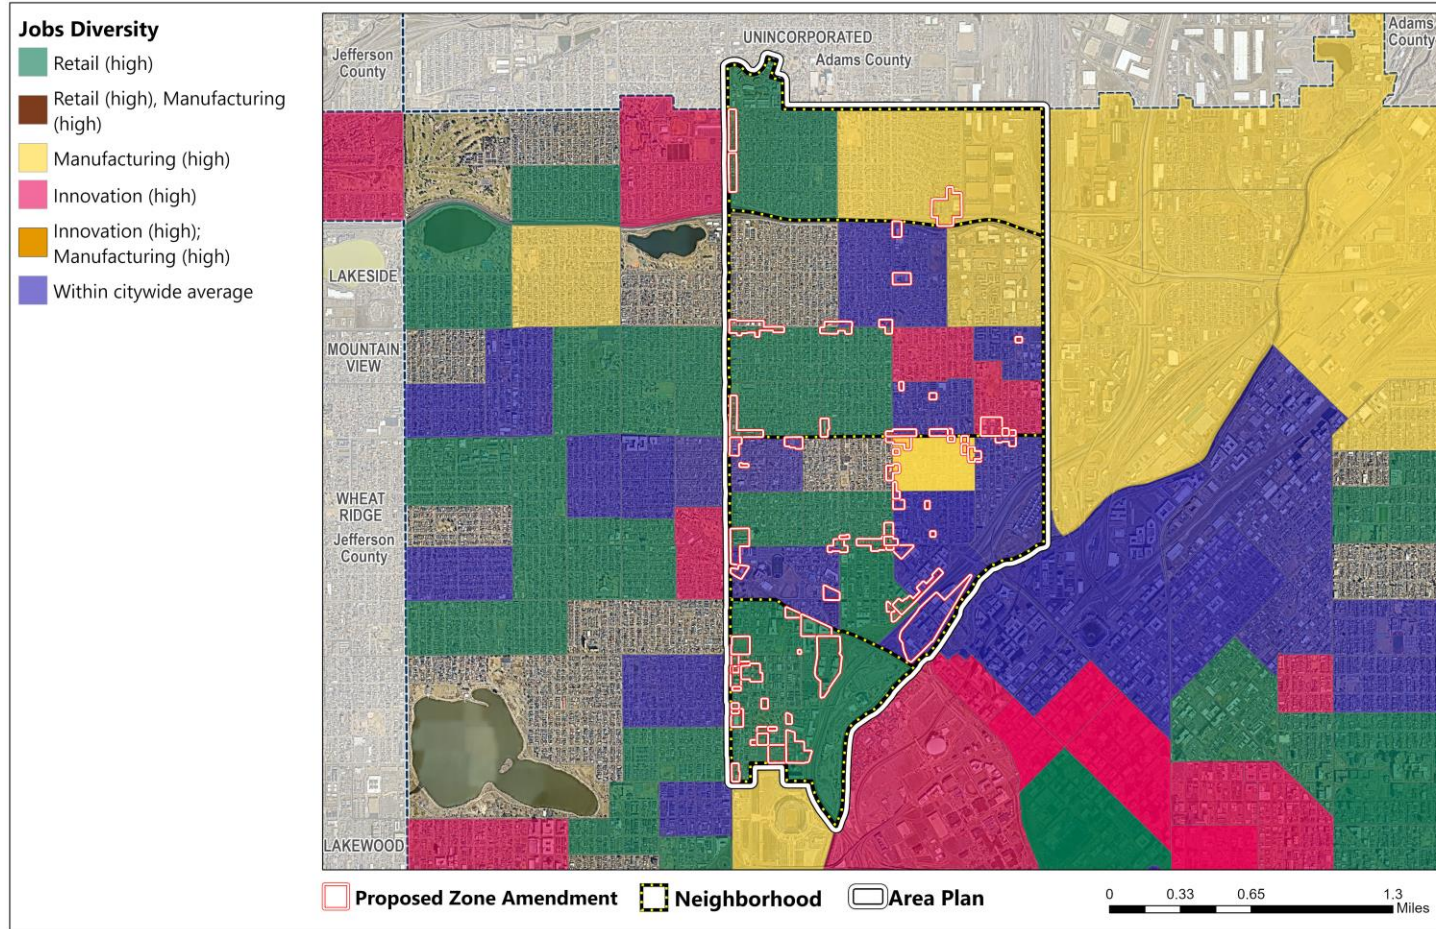 Jobs Diversity
Retail (high)
Retail (high), Manufacturing
(high)
Manufacturing (high)
Innovation (high)
Innovation (high);
Manufacturing (high)
Within citywide average
Jefferson
County
UNINCORPORATED
Adams County
Adams
County
LAKESIDE
MOUNTAIN
VIEW
WHEAT
RIDGE
Jefferson
County
LAKEWOOD
Proposed Zone Amendment
Neighborhood
Area Plan
0 0.33 0.65 1.3
Miles